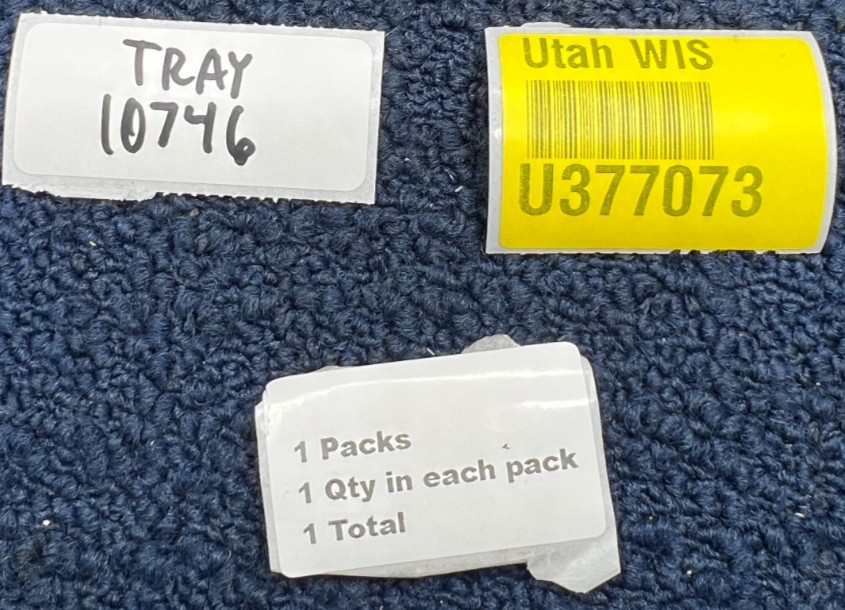 TRAY
10746
Utah WIS
U377073
1 Packs
1 Qty in each pack
1 Total